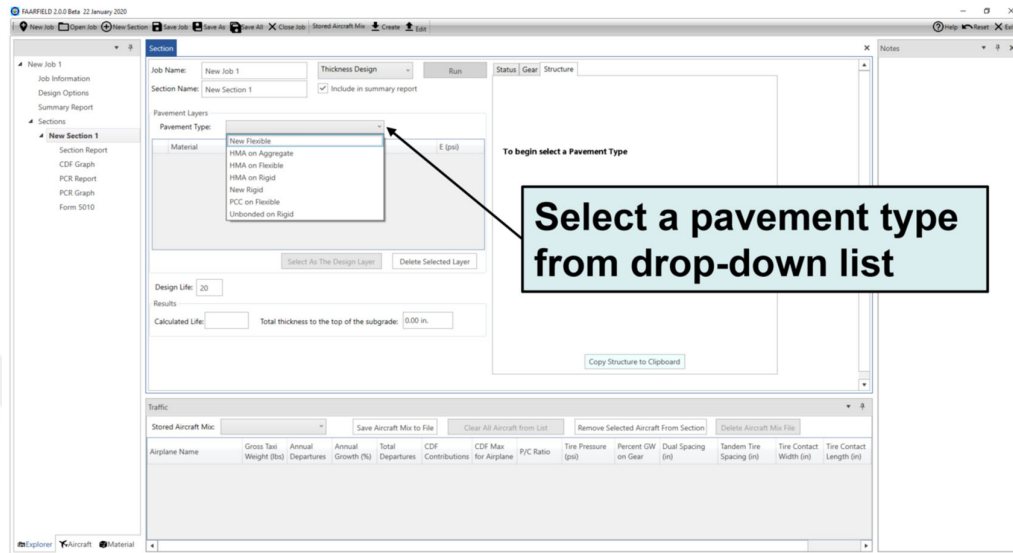 FAARFIELD 2.0.0 Beta 22 January 2020
New Job Open Job New Section Save Job Save As Save All Close Job Stored Aircraft Mix Create Edit
Help Reset Exi
Section
Notes
New Job 1
Job Information
Design Options
Summary Report
Sections
New Section 1
Section Report
CDF Graph
PCR Report
PCR Graph
Form 5010
Job Name: New Job 1 Thickness Design Run
Section Name: New Section 1 Include in summary report
Pavement Layers
Pavement Type:
Material E (psi)
New Flexible
HMA on Aggregate
HMA on Flexible
HMA on Rigid
New Rigid
PCC on Flexible
Unbonded on Rigid
Select As The Design Layer Delete Selected Layer
Design Life: 20
Results
Calculated Life: Total thickness to the top of the subgrade: 0.00 in.
Status Gear Structure
To begin select a Pavement Type
Select a pavement type
from drop-down list
Copy Structure to Clipboard
Traffic
Stored Aircraft Mix: Save Aircraft Mix to File Clear All Aircraft from List Remove Selected Aircraft From Section Delete Aircraft Mix File
Airplane Name
Gross Taxi
Weight (lbs)
Annual
Departures
Annual
Growth (%)
Total
Departures
CDF
Contributions
CDF Max
for Airplane
P/C Ratio
Tire Pressure
(psi)
Percent GW
on Gear
Dual Spacing
(in)
Tandem Tire
Spacing (in)
Tire Contact
Width (in)
Tire Contact
Length (in)
Explorer Aircraft Material